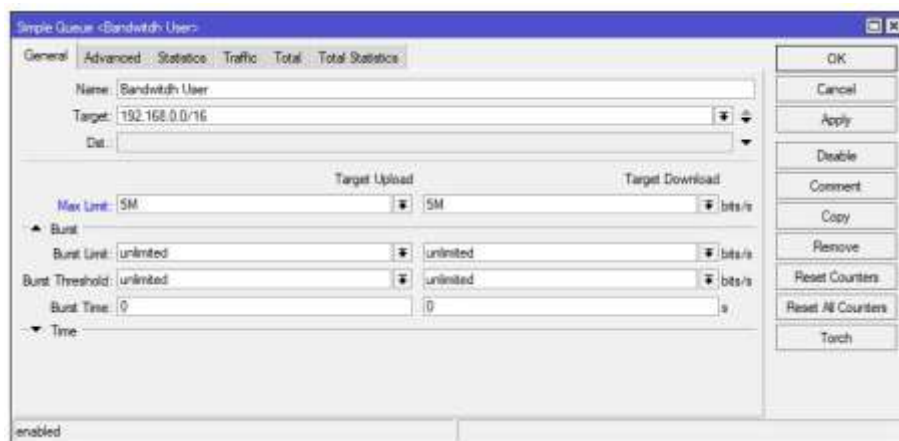 Simple Queue <Bandwitdh User>
General Advanced Statistics Traffic Total Total Statistics
Name: Bandwitdh User
Target: 192.168.0.0/16
Dst.:
Target Upload Target Download
Max Limit: 5M 5M bits/s
Burst
Burst Limit: unlimited unlimited bits/s
Burst Threshold: unlimited unlimited bits/s
Burst Time: 0 0 s
Time
enabled
OK
Cancel
Apply
Disable
Comment
Copy
Remove
Reset Counters
Reset All Counters
Torch